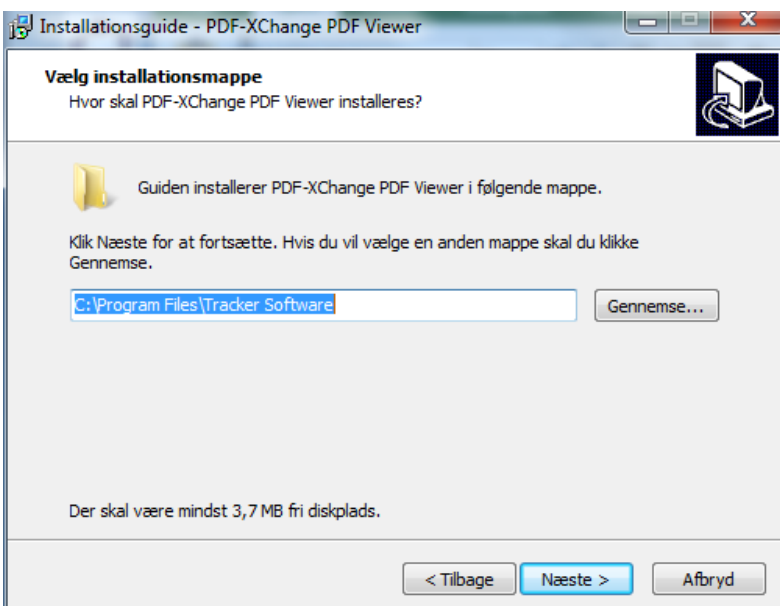 Installationsguide - PDF-XChange PDF Viewer
Vælg installationsmappe
Hvor skal PDF-XChange PDF Viewer installeres?
Guiden installerer PDF-XChange PDF Viewer i følgende mappe.
Klik Næste for at fortsætte. Hvis du vil vælge en anden mappe skal du klikke
Gennemse.
C:\Program Files\Tracker Software
Gennemse...
Der skal være mindst 3,7 MB fri diskplads.
< Tilbage
Næste >
Afbryd